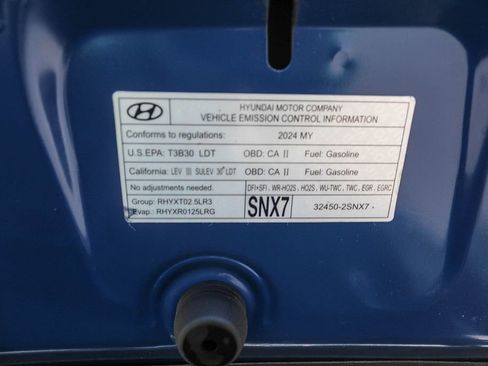 HYUNDAI MOTOR COMPANY
VEHICLE EMISSION CONTROL INFORMATION
Conforms to regulations: 2024 MY
U.S.EPA: T3B30 LDT OBD: CA II Fuel: Gasoline
California: LEV III SULEV 30 LDT OBD: CA II Fuel: Gasoline
No adjustments needed. DFI+SFI, WR-HO2S, HO2S, WU-TWC, TWC, EGR, EGRC
Group: RHYXT02.5LR3
Evap.: RHYXR0125LRG
SNX7 32450-2SNX7